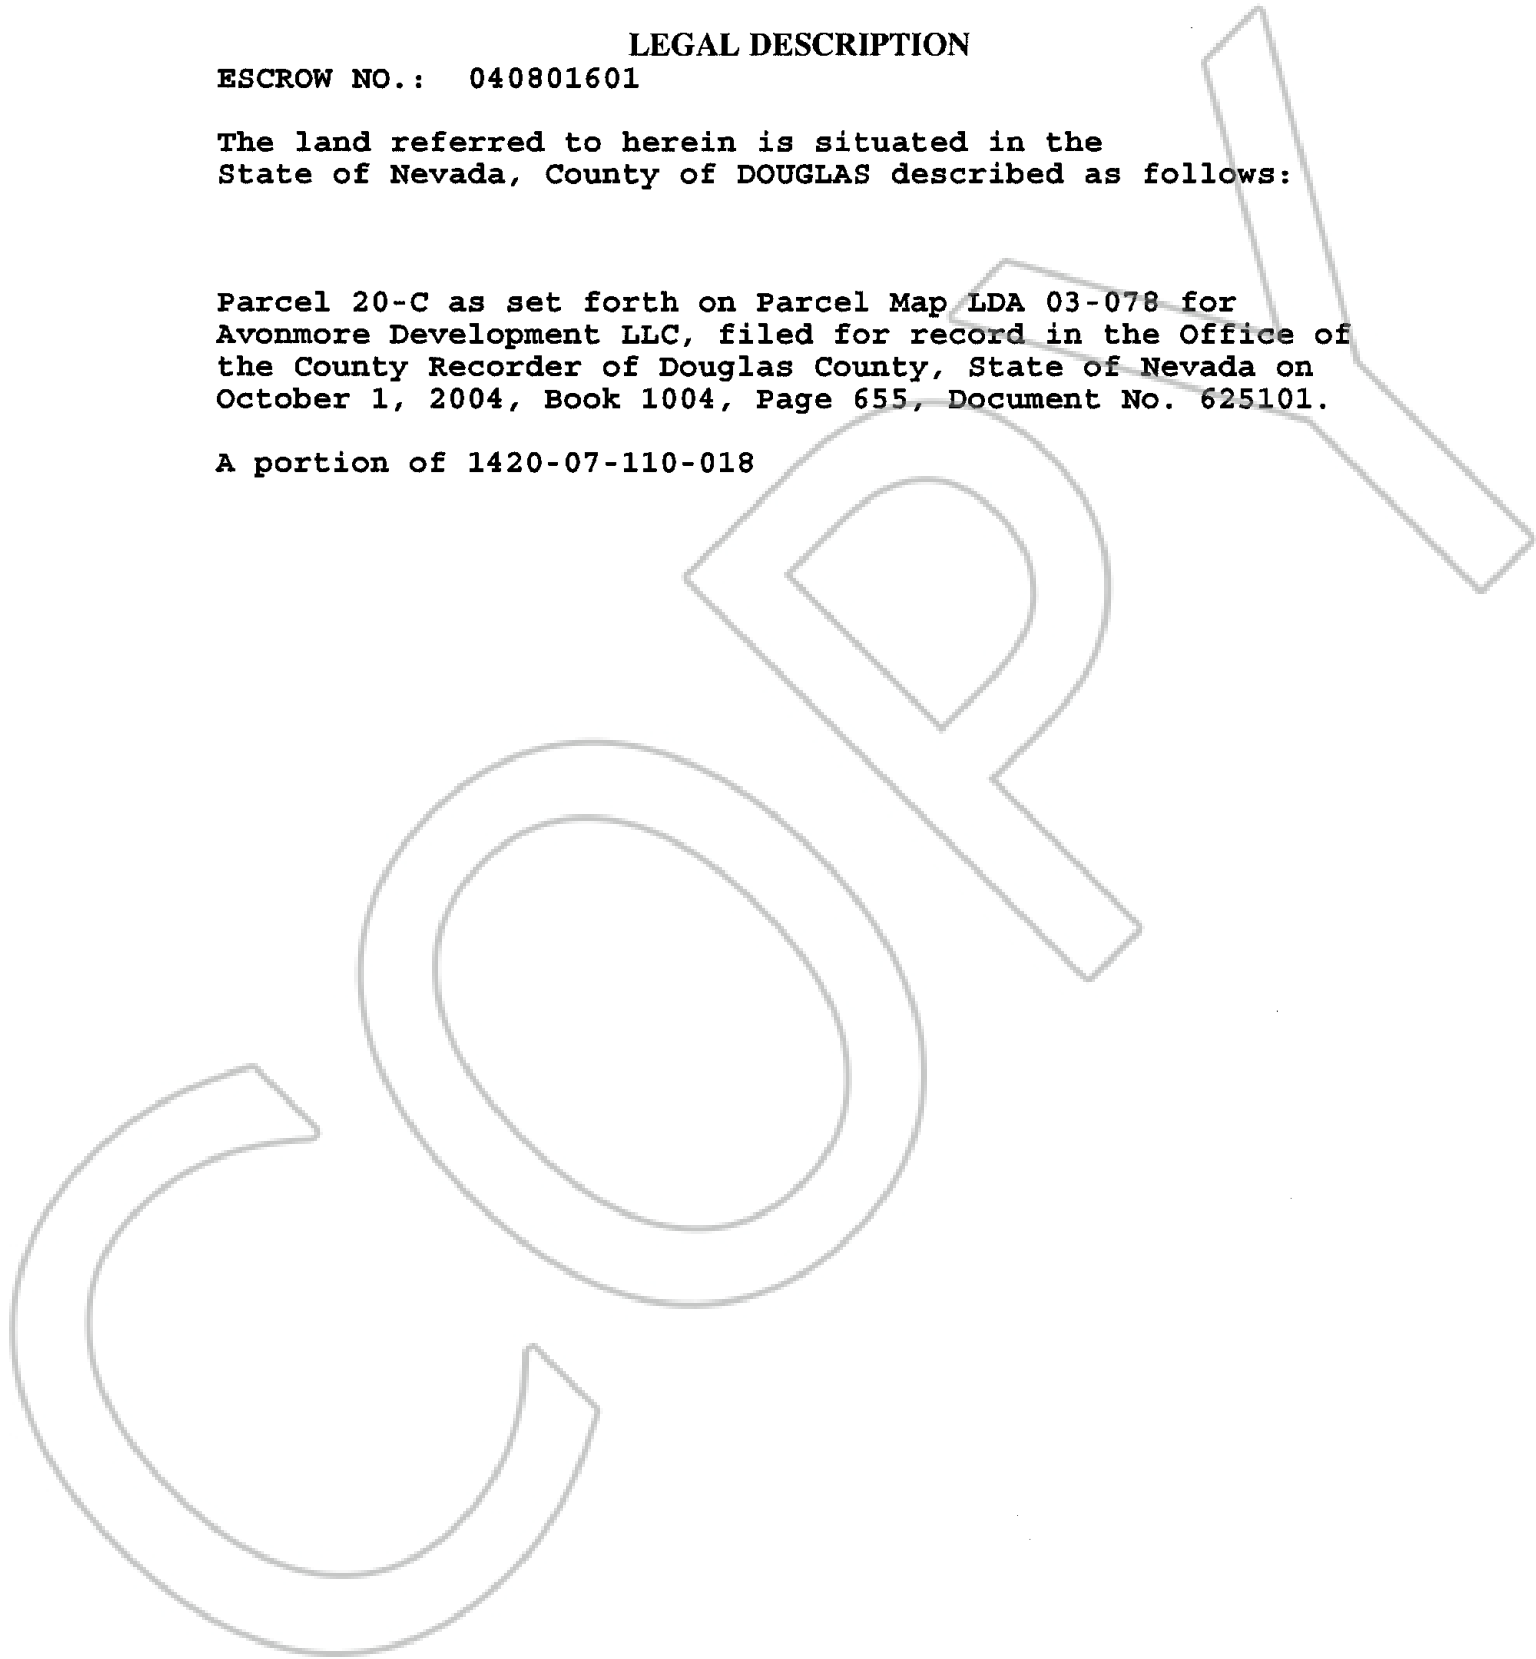 LEGAL DESCRIPTION
ESCROW NO.: 040801601
The land referred to herein is situated in the
State of Nevada, County of DOUGLAS described as follows:
Parcel 20-C as set forth on Parcel Map LDA 03-078 for
Avonmore Development LLC, filed for record in the Office of
the County Recorder of Douglas County, State of Nevada on
October 1, 2004, Book 1004, Page 655, Document No. 625101.
A portion of 1420-07-110-018
COPY